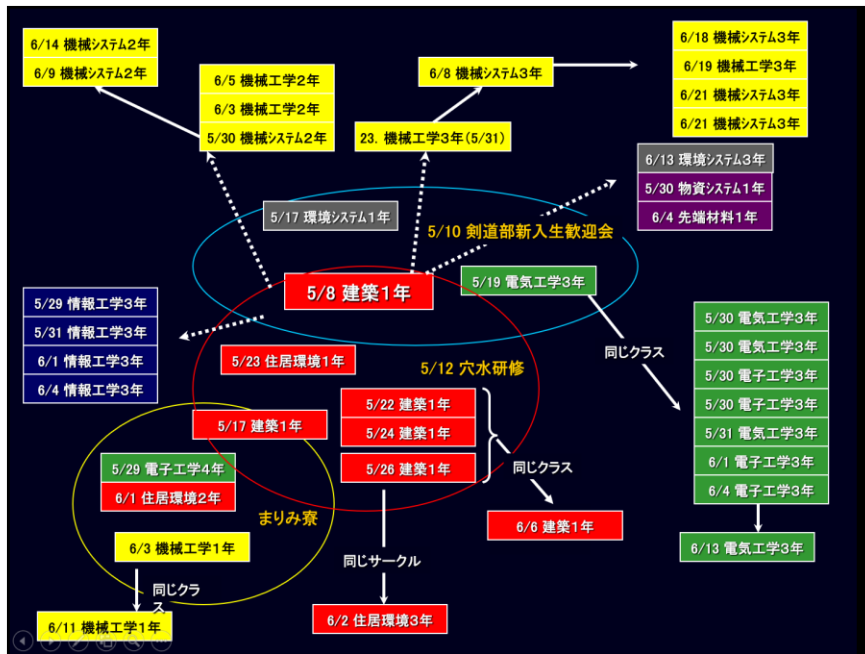 6/14 機械システム2年
6/9 機械システム2年
6/5 機械工学2年
6/3 機械工学2年
5/30 機械システム2年
6/8 機械システム3年
23. 機械工学3年(5/31)
6/18 機械システム3年
6/19 機械工学3年
6/21 機械システム3年
6/21 機械システム3年
6/13 環境システム3年
5/30 物資システム1年
6/4 先端材料1年
5/17 環境システム1年
5/10 剣道部新入生歓迎会
5/8 建築1年
5/19 電気工学3年
5/29 情報工学3年
5/31 情報工学3年
6/1 情報工学3年
6/4 情報工学3年
同じクラス
5/30 電気工学3年
5/30 電気工学3年
5/30 電子工学3年
5/30 電子工学3年
5/31 電気工学3年
6/1 電子工学3年
6/4 電子工学3年
6/13 電気工学3年
5/23 住居環境1年
5/12 穴水研修
5/22 建築1年
5/24 建築1年
5/26 建築1年
同じクラス
6/6 建築1年
5/17 建築1年
5/29 電子工学4年
6/1 住居環境2年
まりみ寮
6/3 機械工学1年
同じクラ
ス
6/11 機械工学1年
同じサークル
6/2 住居環境3年